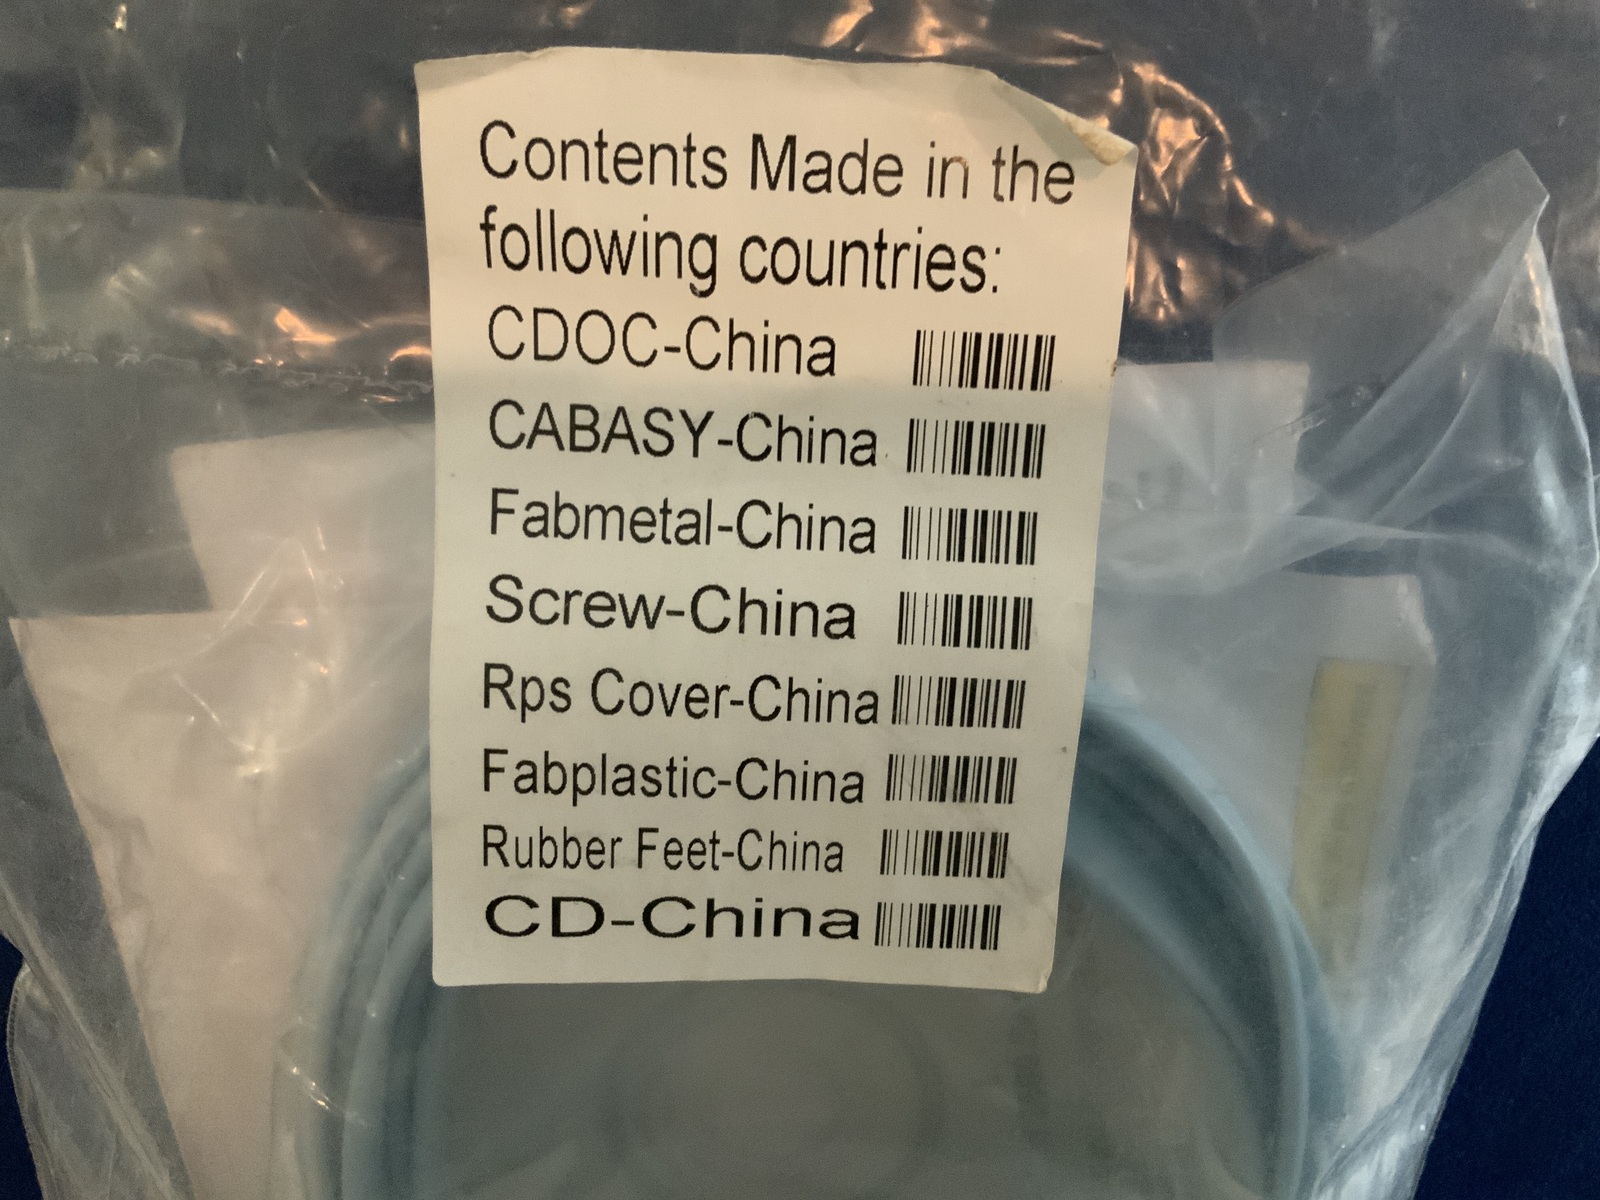 Contents Made in the
following countries:
CDOC-China
CABASY-China
Fabmetal-China
Screw-China
Rps Cover-China
Fabplastic-China
Rubber Feet-China
CD-China